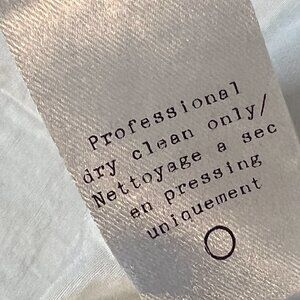 Professional
dry clean only/
Nettoyage a sec
en pressing
uniquement